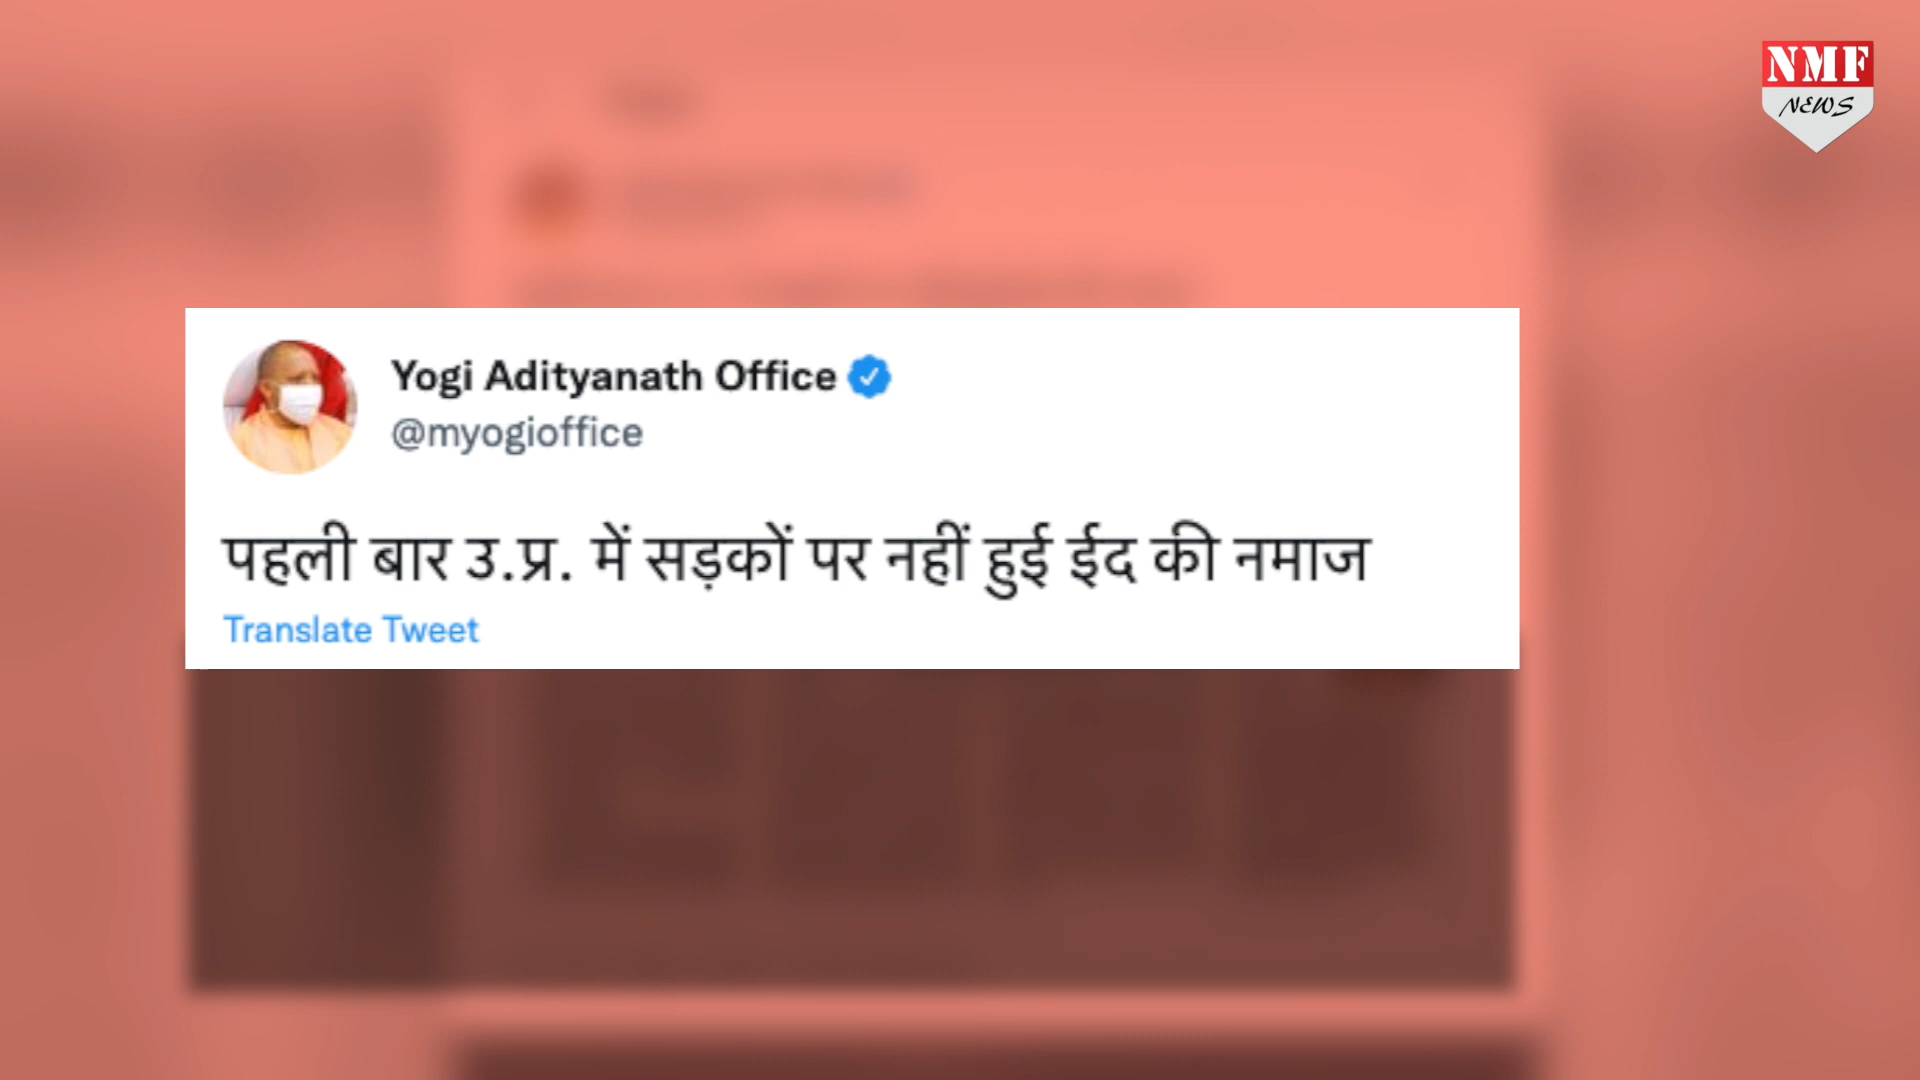 NMF
NEWS
Yogi Adityanath Office
@myogioffice
पहली बार उ.प्र. में सड़कों पर नहीं हुई ईद की नमाज
Translate Tweet